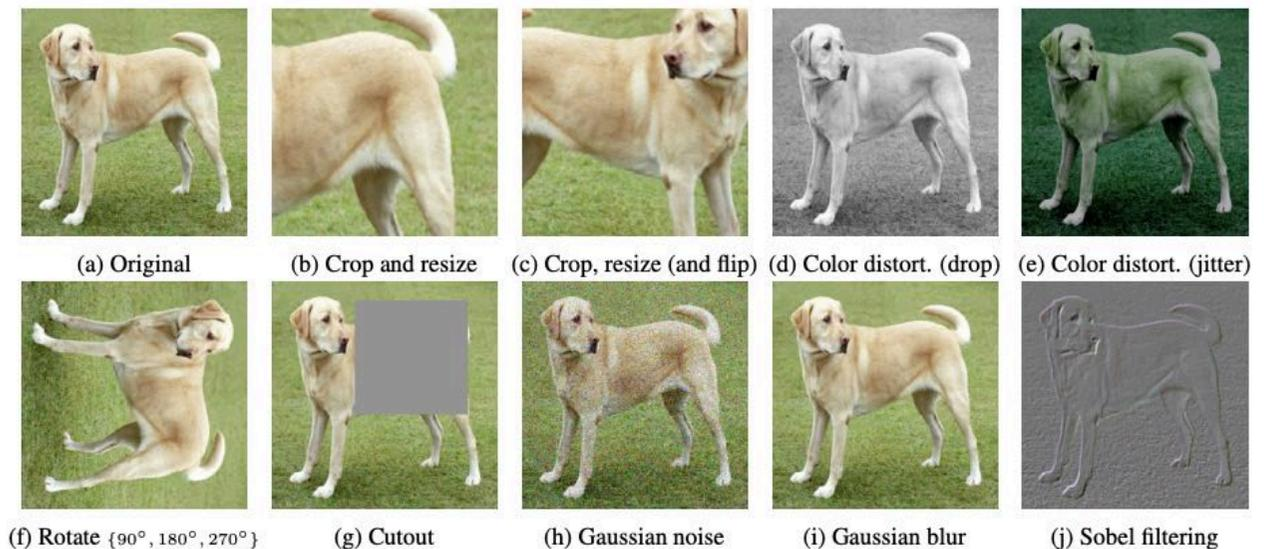 (a) Original
(b) Crop and resize
(c) Crop, resize (and flip)
(d) Color distort. (drop)
(e) Color distort. (jitter)
(f) Rotate {90°, 180°, 270°}
(g) Cutout
(h) Gaussian noise
(i) Gaussian blur
(j) Sobel filtering